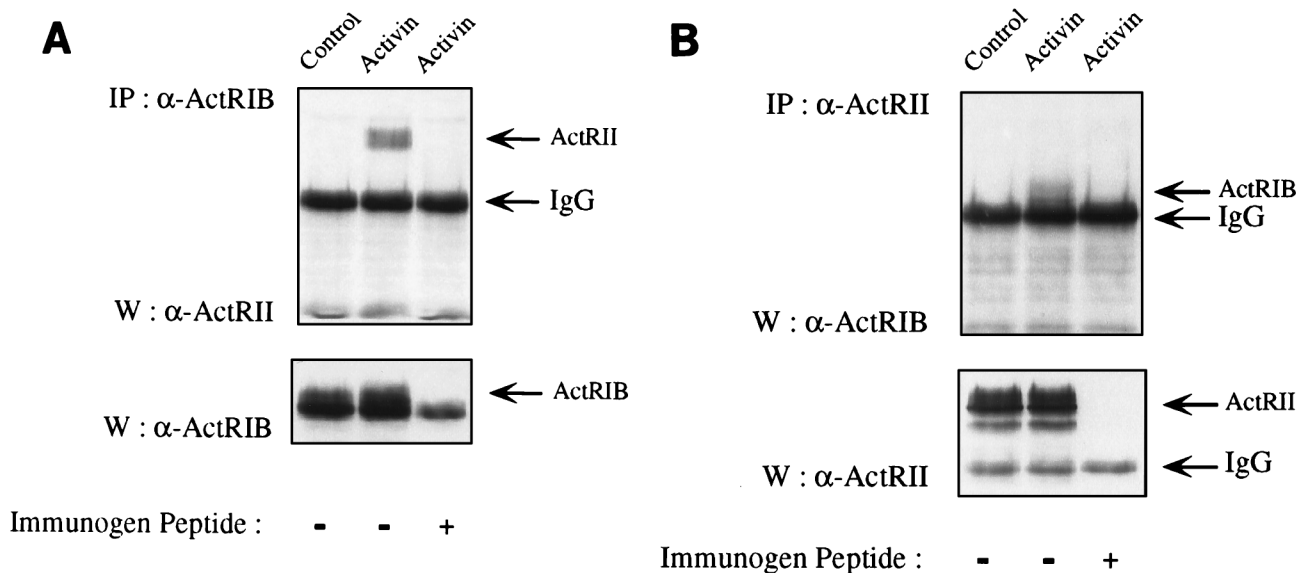 A
Control Activin Activin
IP : α-ActRIB
ActRII
IgG
W : α-ActRII
ActRIB
W : α-ActRIB
Immunogen Peptide : - - +
B
Control Activin Activin
IP : α-ActRII
ActRIB
IgG
W : α-ActRIB
ActRII
IgG
W : α-ActRII
Immunogen Peptide : - - +